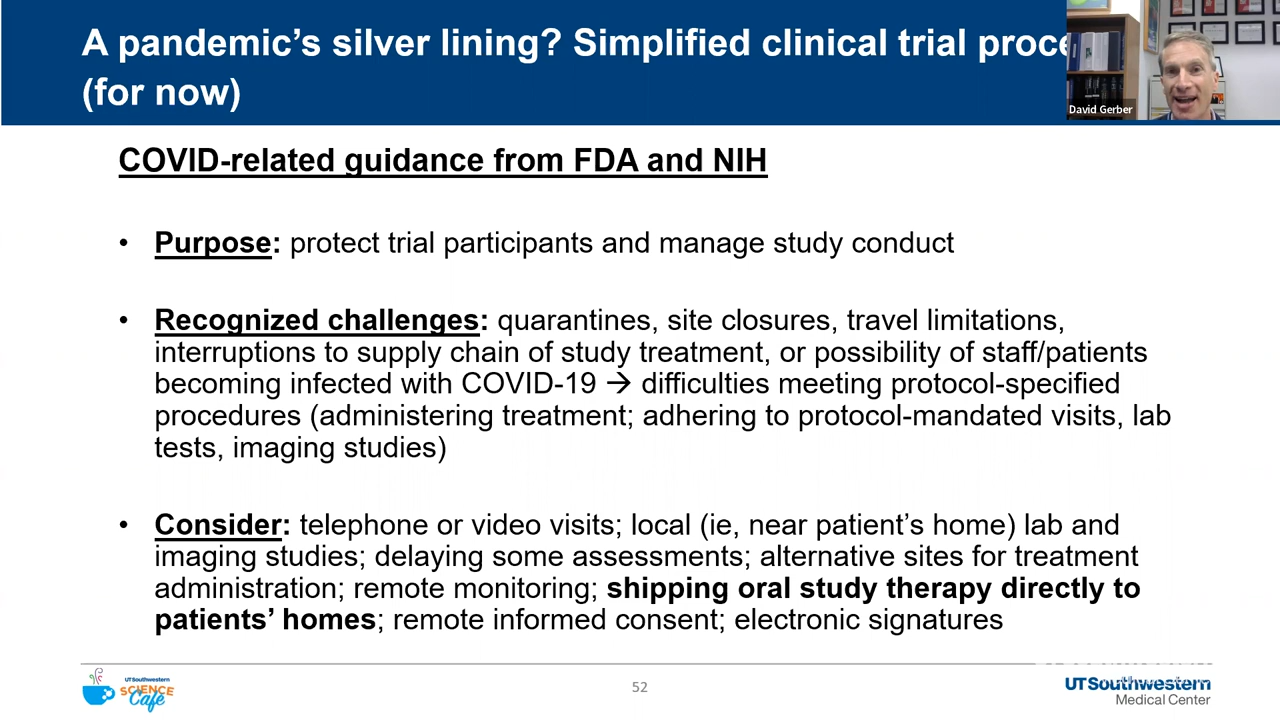 A pandemic's silver lining? Simplified clinical trial
(for now)
David Gerber
COVID-related guidance from FDA and NIH
• Purpose: protect trial participants and manage study conduct
• Recognized challenges: quarantines, site closures, travel limitations,
interruptions to supply chain of study treatment, or possibility of staff/patients
becoming infected with COVID-19 → difficulties meeting protocol-specified
procedures (administering treatment; adhering to protocol-mandated visits, lab
tests, imaging studies)
• Consider: telephone or video visits; local (ie, near patient's home) lab and
imaging studies; delaying some assessments; alternative sites for treatment
administration; remote monitoring; shipping oral study therapy directly to
patients' homes; remote informed consent; electronic signatures
UTSouthwestern
SCIENCE
Café
52
UTSouthwestern
Medical Center